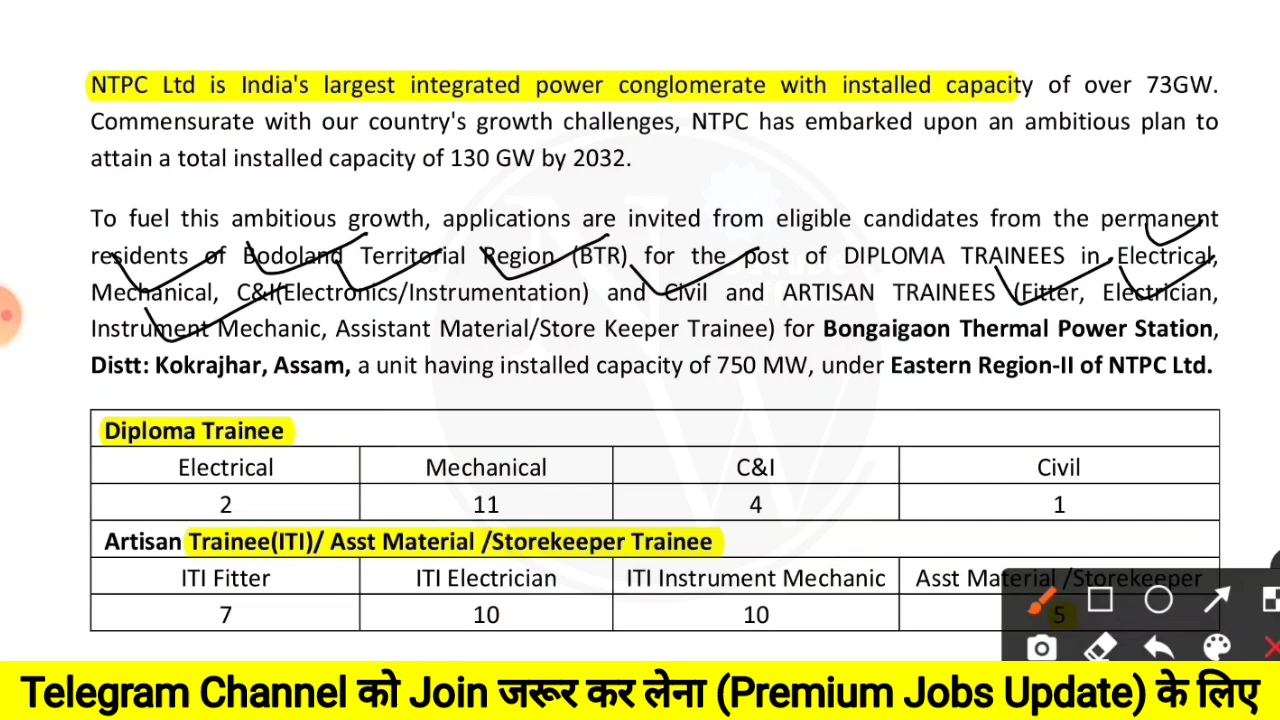 NTPC Ltd is India's largest integrated power conglomerate with installed capacity of over 73GW.
Commensurate with our country's growth challenges, NTPC has embarked upon an ambitious plan to
attain a total installed capacity of 130 GW by 2032.
To fuel this ambitious growth, applications are invited from eligible candidates from the permanent
residents of Bodoland Territorial Region (BTR) for the post of DIPLOMA TRAINEES in Electrical,
Mechanical, C&I(Electronics/Instrumentation) and Civil and ARTISAN TRAINEES (Fitter, Electrician,
Instrument Mechanic, Assistant Material/Store Keeper Trainee) for Bongaigaon Thermal Power Station,
Distt: Kokrajhar, Assam, a unit having installed capacity of 750 MW, under Eastern Region-II of NTPC Ltd.
Diploma Trainee
Electrical Mechanical C&I Civil
2 11 4 1
Artisan Trainee(ITI)/ Asst Material /Storekeeper Trainee
ITI Fitter ITI Electrician ITI Instrument Mechanic Asst Material /Storekeeper
7 10 10 5
Telegram Channel को Join जरूर कर लेना (Premium Jobs Update) के लिए